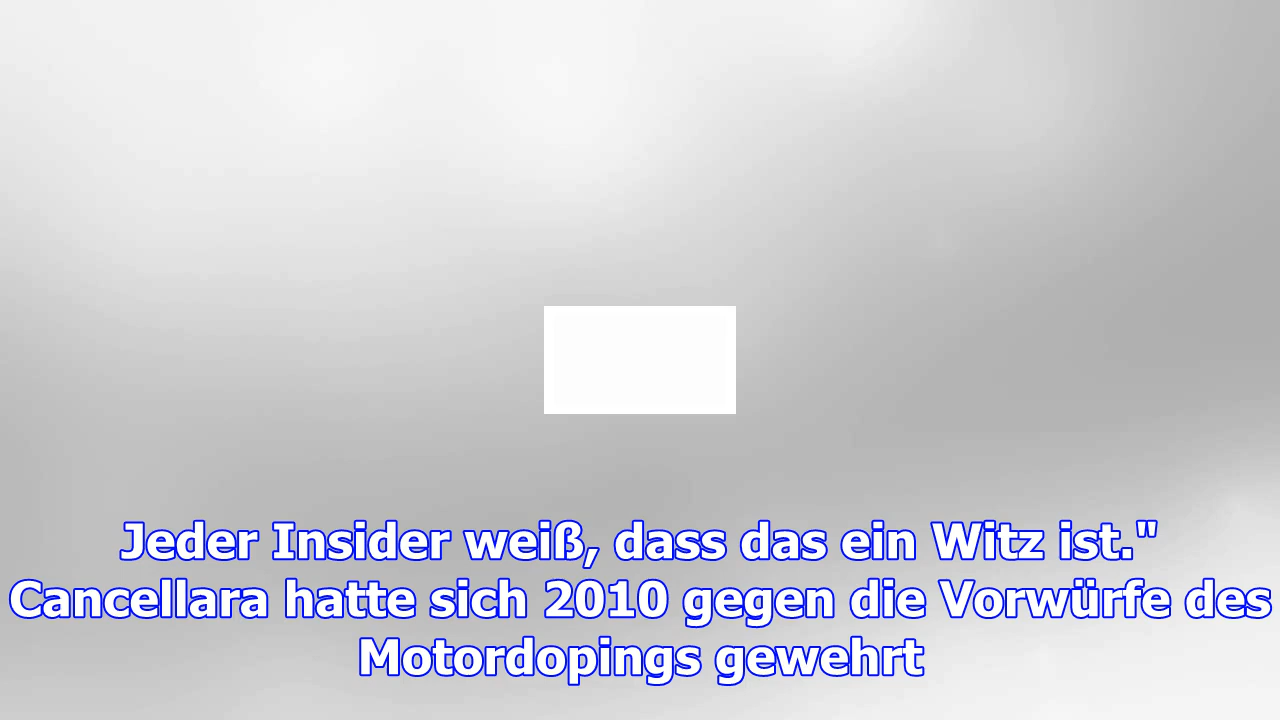 Jeder Insider weiß, dass das ein Witz ist."
Cancellara hatte sich 2010 gegen die Vorwürfe des
Motordopings gewehrt